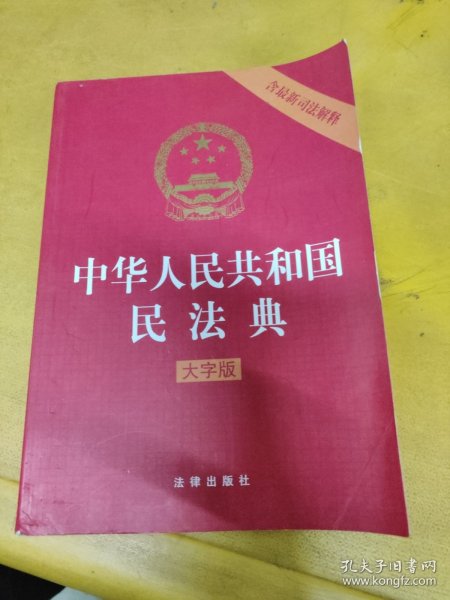 含最新司法解释
中华人民共和国
民法典
大字版
法律出版社
孔夫子旧书网
www.kongfz.com